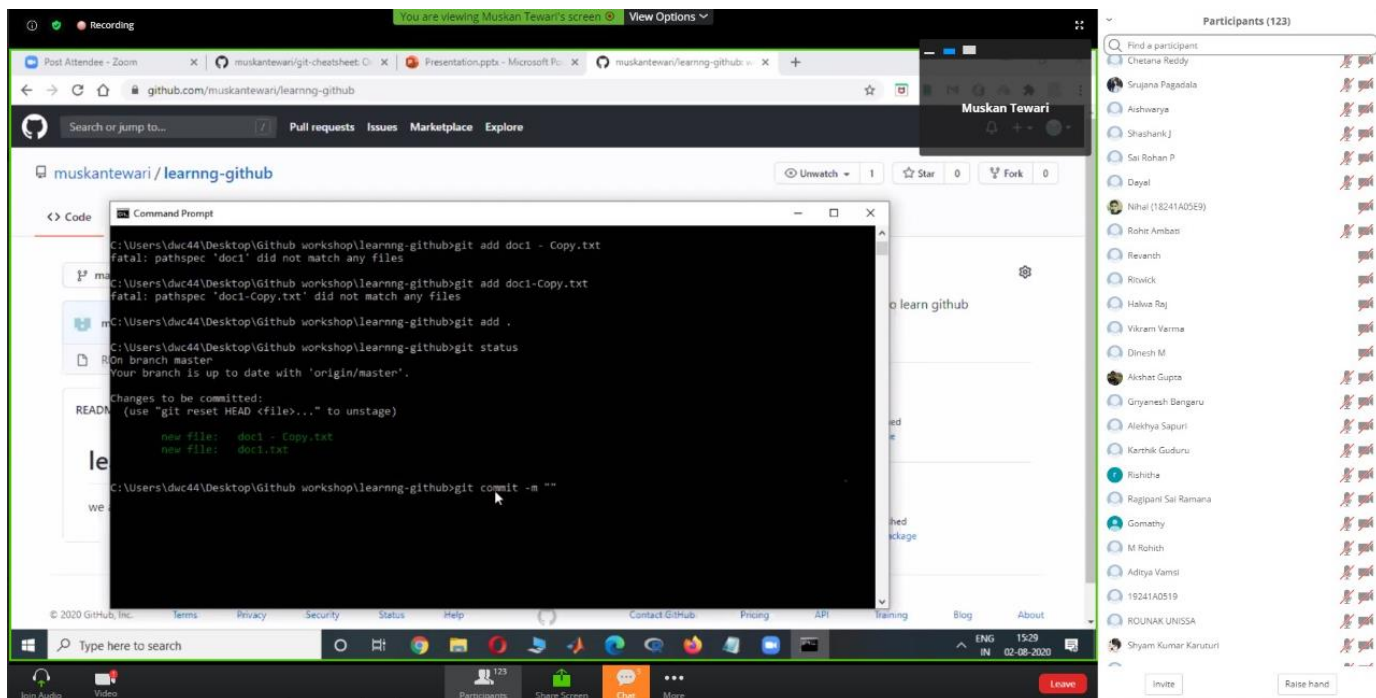 Recording
You are viewing Muskan Tewari's screen
View Options
Post Attendee - Zoom
muskantewari/git-cheatsheet:
Presentation.pptx - Microsoft
muskantewari/learnng-github:
github.com/muskantewari/learnng-github
Muskan Tewari
Search or jump to...
Pull requests Issues Marketplace Explore
muskantewari / learnng-github
Unwatch 1
Star 0
Fork 0
<> Code
Command Prompt
C:\Users\dwc44\Desktop\Github workshop\learnng-github>git add doc1 - Copy.txt
fatal: pathspec 'doc1' did not match any files
C:\Users\dwc44\Desktop\Github workshop\learnng-github>git add doc1-Copy.txt
fatal: pathspec 'doc1-Copy.txt' did not match any files
C:\Users\dwc44\Desktop\Github workshop\learnng-github>git add .
C:\Users\dwc44\Desktop\Github workshop\learnng-github>git status
On branch master
Your branch is up to date with 'origin/master'.
Changes to be committed:
(use "git reset HEAD <file>..." to unstage)
new file: doc1 - Copy.txt
new file: doc1.txt
C:\Users\dwc44\Desktop\Github workshop\learnng-github>git commit -m ""
o learn github
READM
le
we
ed
hed
ackage
© 2020 GitHub, Inc. Terms Privacy Security Status Help Contact GitHub Pricing API Training Blog About
Type here to search
ENG
IN
15:29
02-08-2020
Join Audio
Video
123
Participants
Share Screen
Chat
More
Leave
Participants (123)
Find a participant
Chetana Reddy
Srujana Pagadala
Aishwarya
Shashank J
Sai Rohan P
Dayal
Nihal (18241A05E9)
Rohit Ambati
Revanth
Ritwick
Halwa Raj
Vikram Varma
Dinesh M
Akshat Gupta
Gnyanesh Bangaru
Alekhya Sapuri
Karthik Guduru
Rishitha
Ragipani Sai Ramana
Gomathy
M Rohith
Aditya Vamsi
19241A0519
ROUNAK UNISSA
Shyam Kumar Karuturi
Invite
Raise hand